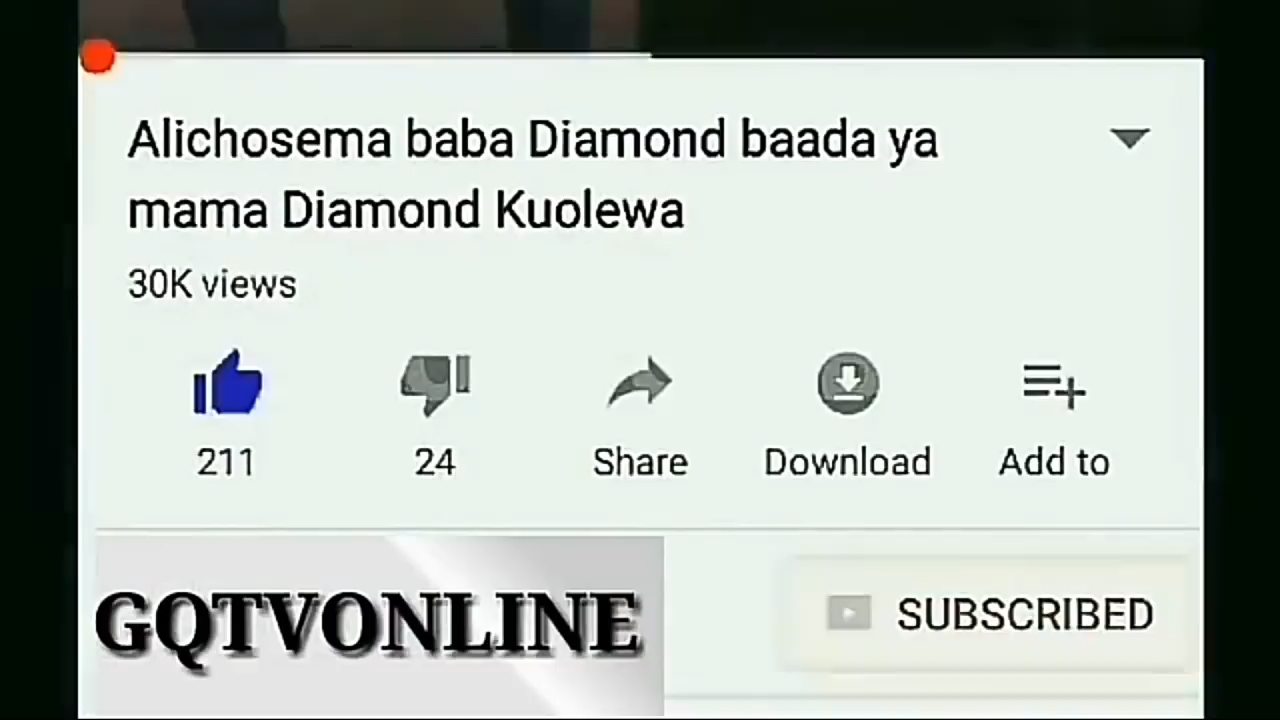 Alichosema baba Diamond baada ya
mama Diamond Kuolewa
30K views
211
24
Share
Download
Add to
GQTVONLINE
SUBSCRIBED